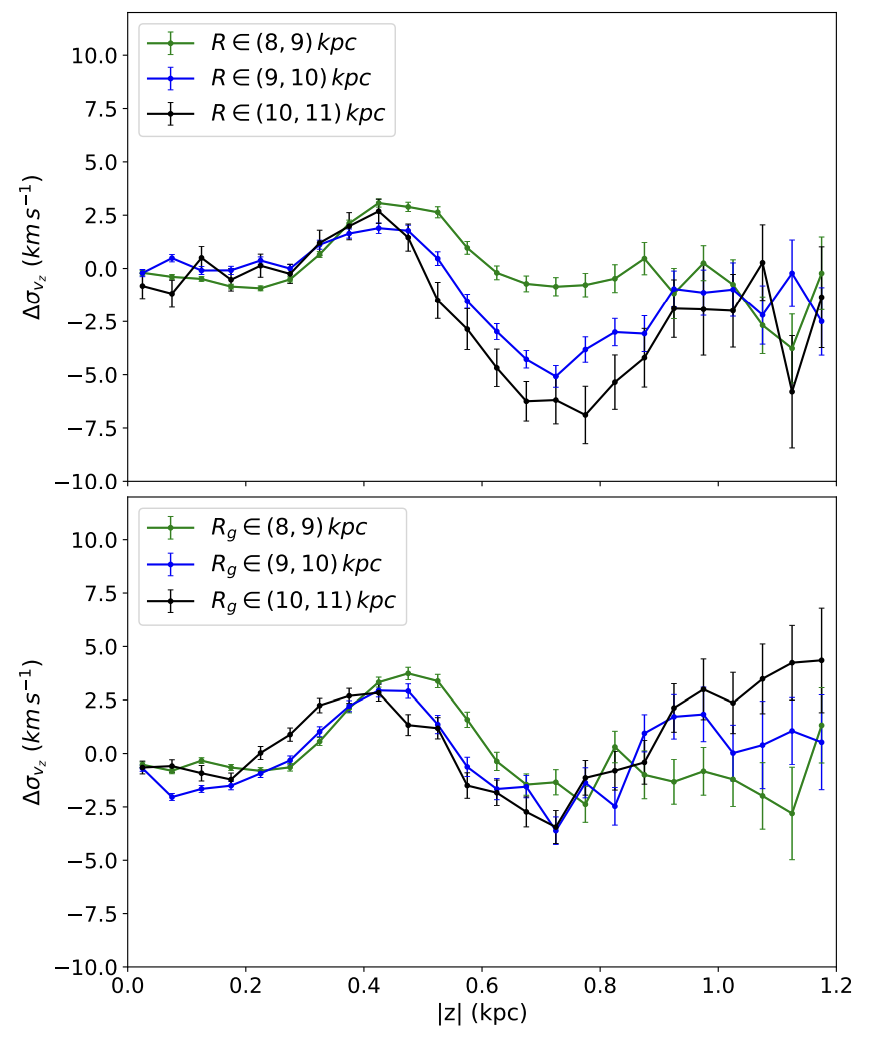 10.0
7.5
5.0
2.5
0.0
−2.5
−5.0
−7.5
−10.0
Δσ_{v_z} (km s⁻¹)
R ∈ (8, 9) kpc
R ∈ (9, 10) kpc
R ∈ (10, 11) kpc
10.0
7.5
5.0
2.5
0.0
−2.5
−5.0
−7.5
−10.0
Δσ_{v_z} (km s⁻¹)
R_g ∈ (8, 9) kpc
R_g ∈ (9, 10) kpc
R_g ∈ (10, 11) kpc
0.0 0.2 0.4 0.6 0.8 1.0 1.2
|z| (kpc)